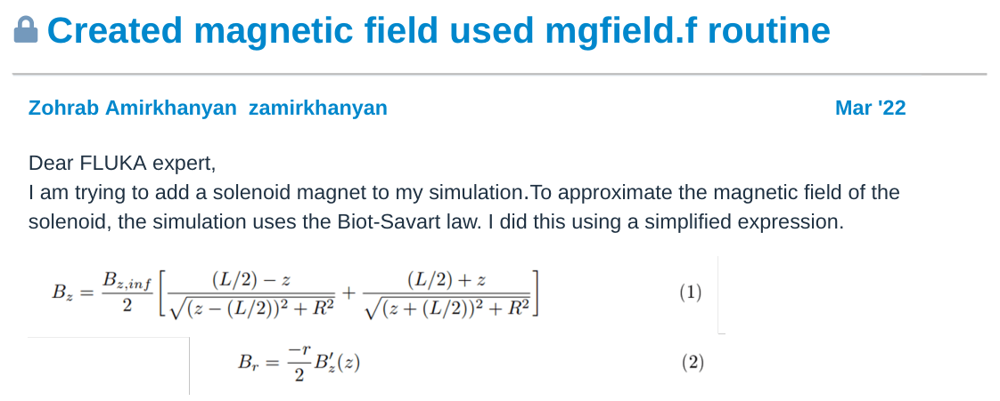 Created magnetic field used mgfield.f routine
Zohrab Amirkhanyan zamirkhanyan Mar '22
Dear FLUKA expert,
I am trying to add a solenoid magnet to my simulation.To approximate the magnetic field of the
solenoid, the simulation uses the Biot-Savart law. I did this using a simplified expression.
B_z = \frac{B_{z,inf}}{2} \left[ \frac{(L/2) - z}{\sqrt{(z - (L/2))^2 + R^2}} + \frac{(L/2) + z}{\sqrt{(z + (L/2))^2 + R^2}} \right] (1)
B_r = \frac{-r}{2} B'_z(z) (2)